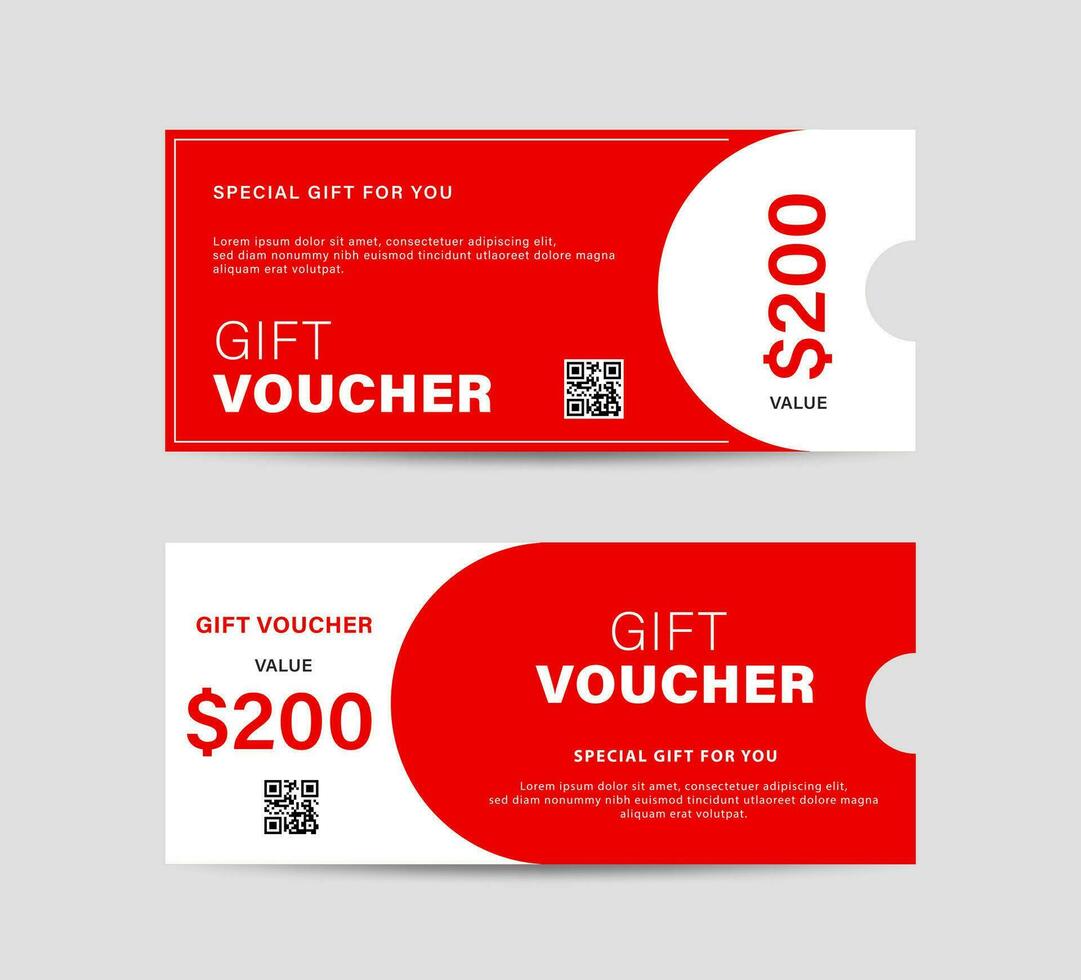 SPECIAL GIFT FOR YOU
Lorem ipsum dolor sit amet, consectetuer adipiscing elit,
sed diam nonummy nibh euismod tincidunt utlaoreet dolore magna
aliquam erat volutpat.
GIFT
VOUCHER
$200
VALUE
GIFT VOUCHER
VALUE
$200
GIFT
VOUCHER
SPECIAL GIFT FOR YOU
Lorem ipsum dolor sit amet, consectetuer adipiscing elit,
sed diam nonummy nibh euismod tincidunt utlaoreet dolore magna
aliquam erat volutpat.